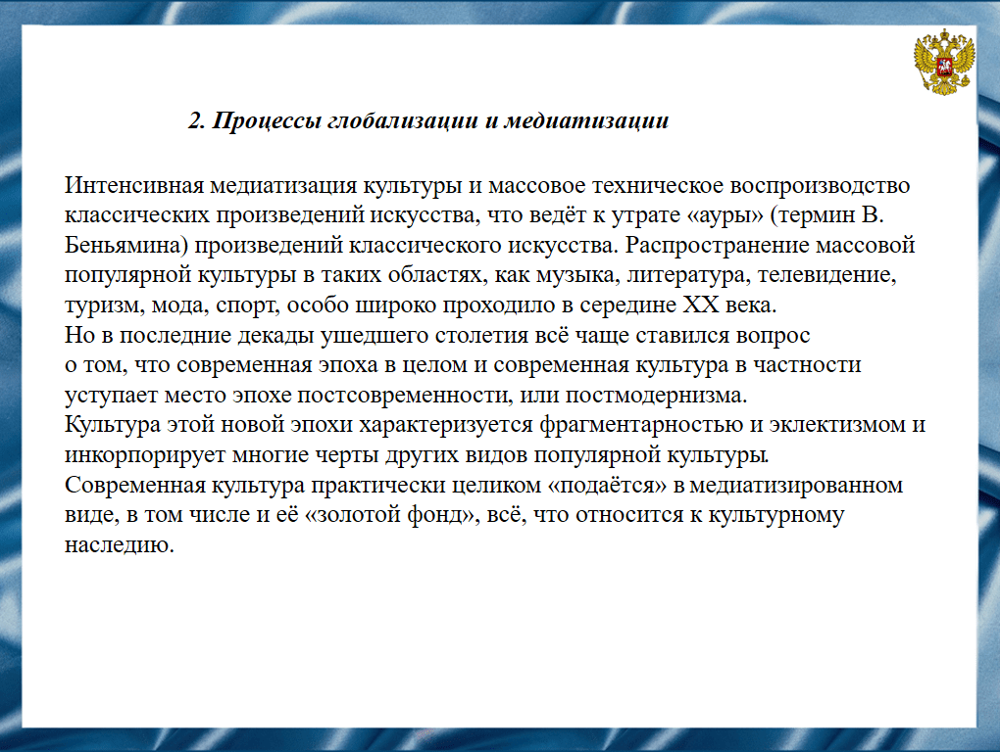 2. Процессы глобализации и медиатизации
Интенсивная медиатизация культуры и массовое техническое воспроизводство
классических произведений искусства, что ведёт к утрате «ауры» (термин В.
Беньямина) произведений классического искусства. Распространение массовой
популярной культуры в таких областях, как музыка, литература, телевидение,
туризм, мода, спорт, особо широко проходило в середине XX века.
Но в последние декады ушедшего столетия всё чаще ставился вопрос
о том, что современная эпоха в целом и современная культура в частности
уступает место эпохе постсовременности, или постмодернизма.
Культура этой новой эпохи характеризуется фрагментарностью и эклектизмом и
инкорпорирует многие черты других видов популярной культуры.
Современная культура практически целиком «подаётся» в медиатизированном
виде, в том числе и её «золотой фонд», всё, что относится к культурному
наследию.